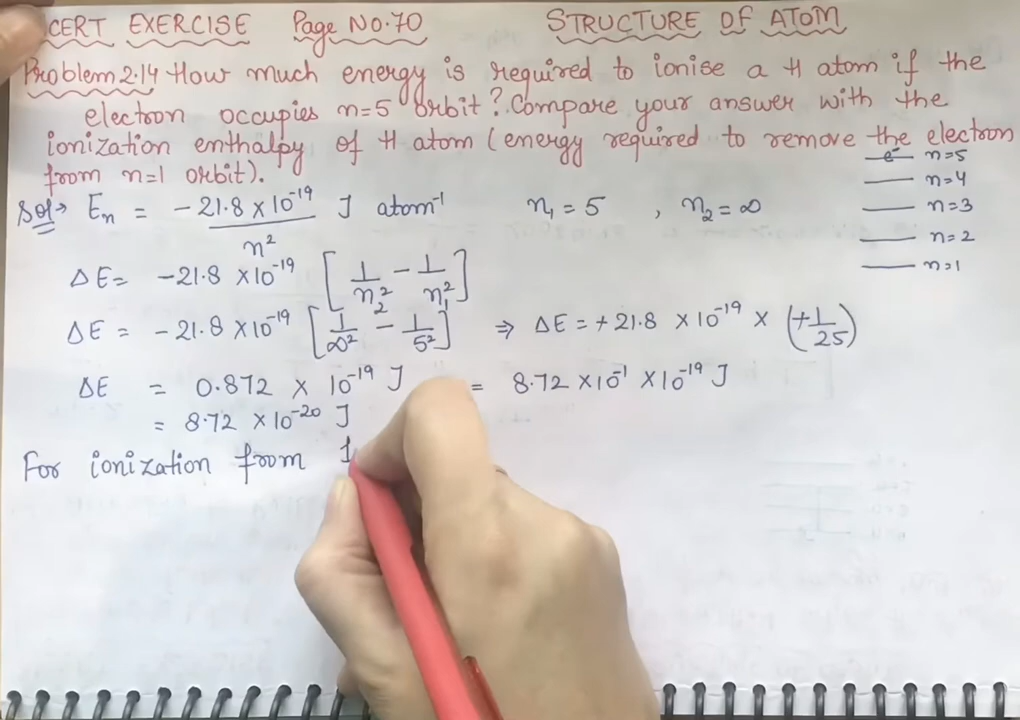 CERT EXERCISE Page No.70 STRUCTURE OF ATOM
Problem 2.14 How much energy is required to ionise a H atom if the
electron occupies n=5 orbit? Compare your answer with the
ionization enthalpy of H atom (energy required to remove the electron
from n=1 orbit).
e⁻ n=5
n=4
n=3
n=2
n=1
Sol→ Eₙ = -21.8 × 10⁻¹⁹ / n² J atom⁻¹ n₁ = 5 , n₂ = ∞
ΔE = -21.8 × 10⁻¹⁹ [1/n₂² - 1/n₁²]
ΔE = -21.8 × 10⁻¹⁹ [1/∞² - 1/5²] ⇒ ΔE = +21.8 × 10⁻¹⁹ × (+1/25)
ΔE = 0.872 × 10⁻¹⁹ J = 8.72 × 10⁻¹ × 10⁻¹⁹ J
= 8.72 × 10⁻²⁰ J
For ionization from 1